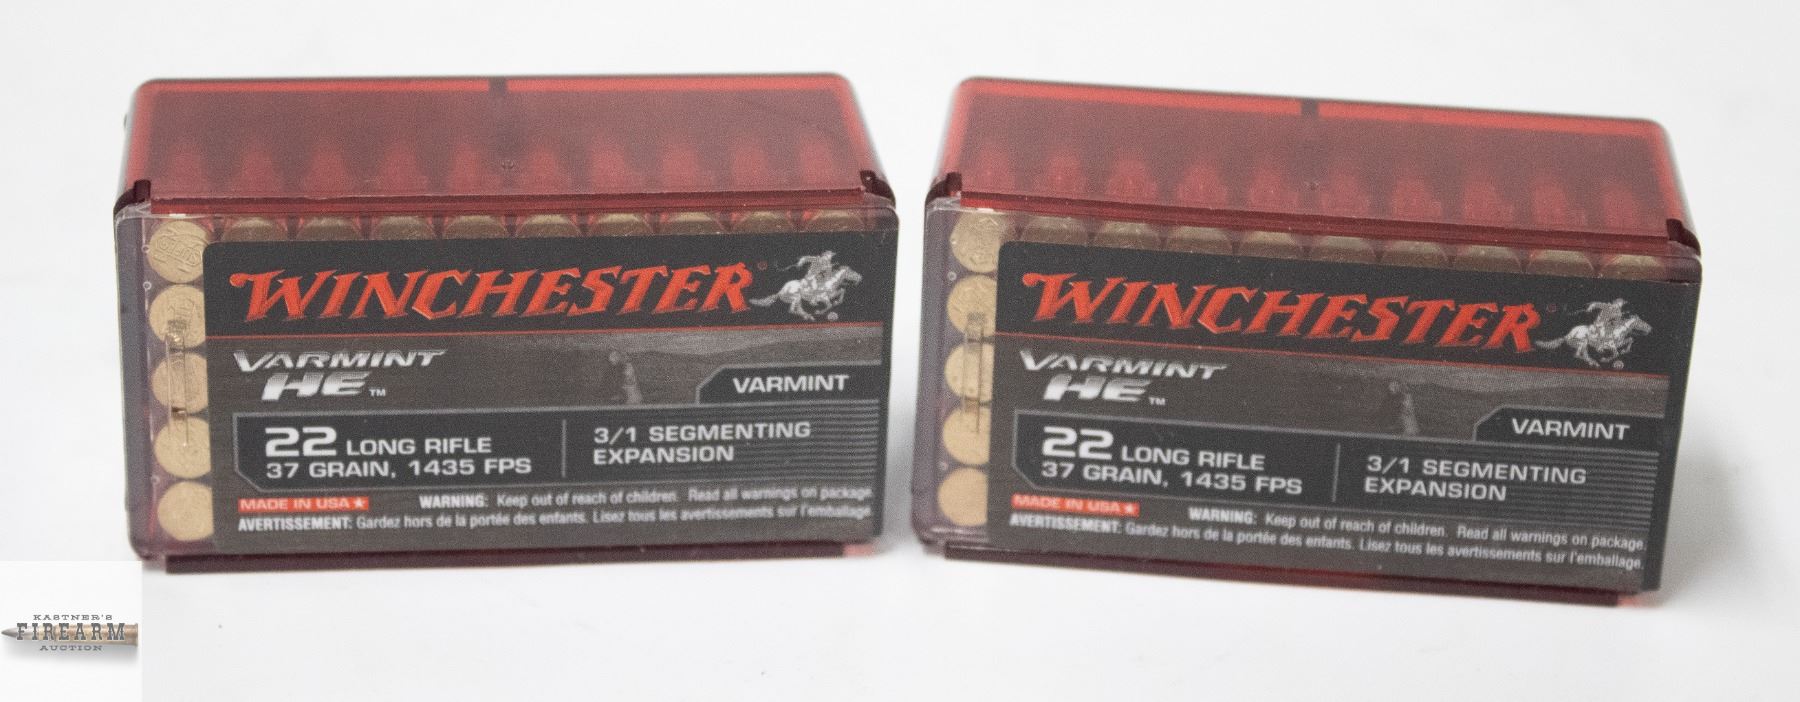 WINCHESTER®
VARMINT
HE™
VARMINT
22 LONG RIFLE
37 GRAIN, 1435 FPS
3/1 SEGMENTING
EXPANSION
MADE IN USA★
WARNING: Keep out of reach of children. Read all warnings on package.
AVERTISSEMENT: Gardez hors de la portée des enfants. Lisez tous les avertissements sur l'emballage.
WINCHESTER®
VARMINT
HE™
VARMINT
22 LONG RIFLE
37 GRAIN, 1435 FPS
3/1 SEGMENTING
EXPANSION
MADE IN USA★
WARNING: Keep out of reach of children. Read all warnings on package.
AVERTISSEMENT: Gardez hors de la portée des enfants. Lisez tous les avertissements sur l'emballage.
KASTNER'S
FIREARM
AUCTION